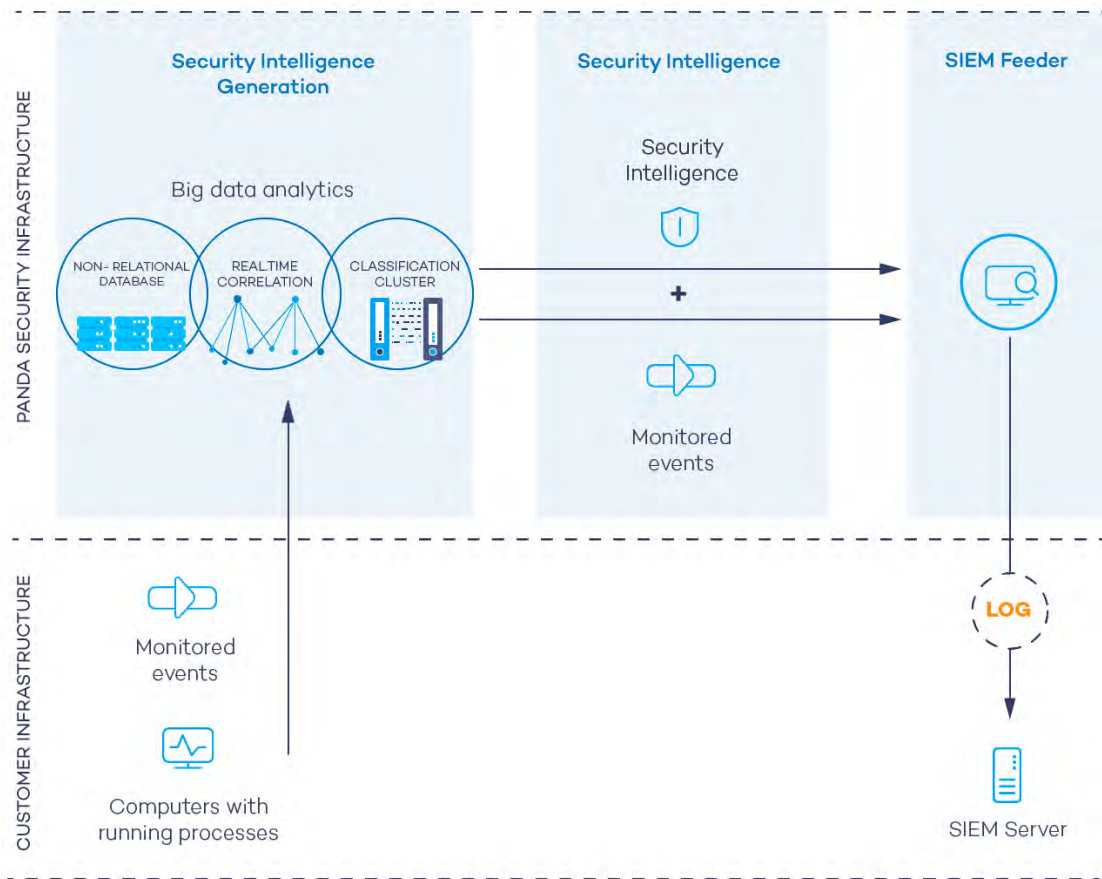 PANDA SECURITY INFRASTRUCTURE
Security Intelligence
Generation
Big data analytics
NON- RELATIONAL
DATABASE
REALTIME
CORRELATION
CLASSIFICATION
CLUSTER
Security Intelligence
Security
Intelligence
+
Monitored
events
SIEM Feeder
CUSTOMER INFRASTRUCTURE
Monitored
events
Computers with
running processes
LOG
SIEM Server